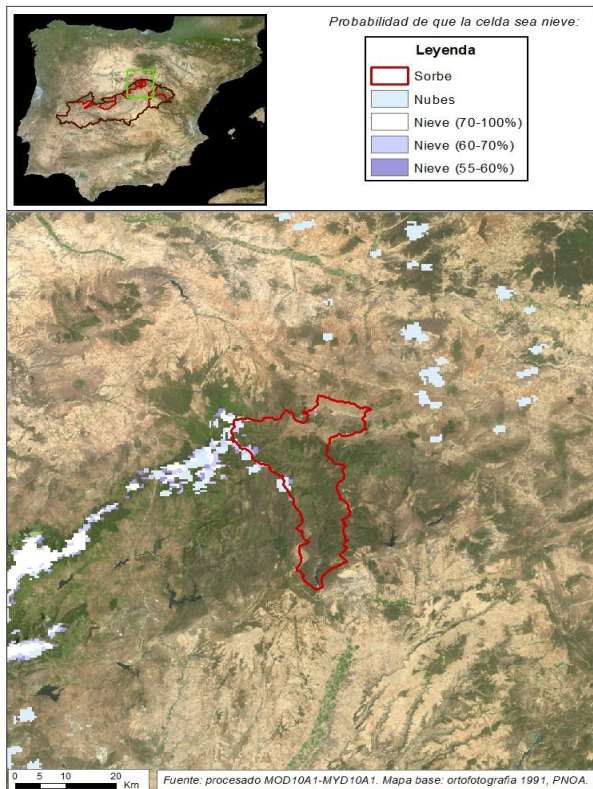 Probabilidad de que la celda sea nieve:
Leyenda
Sorbe
Nubes
Nieve (70-100%)
Nieve (60-70%)
Nieve (55-60%)
0 5 10 20
Km
Fuente: procesado MOD10A1-MYD10A1. Mapa base: ortofotografia 1991, PNOA.